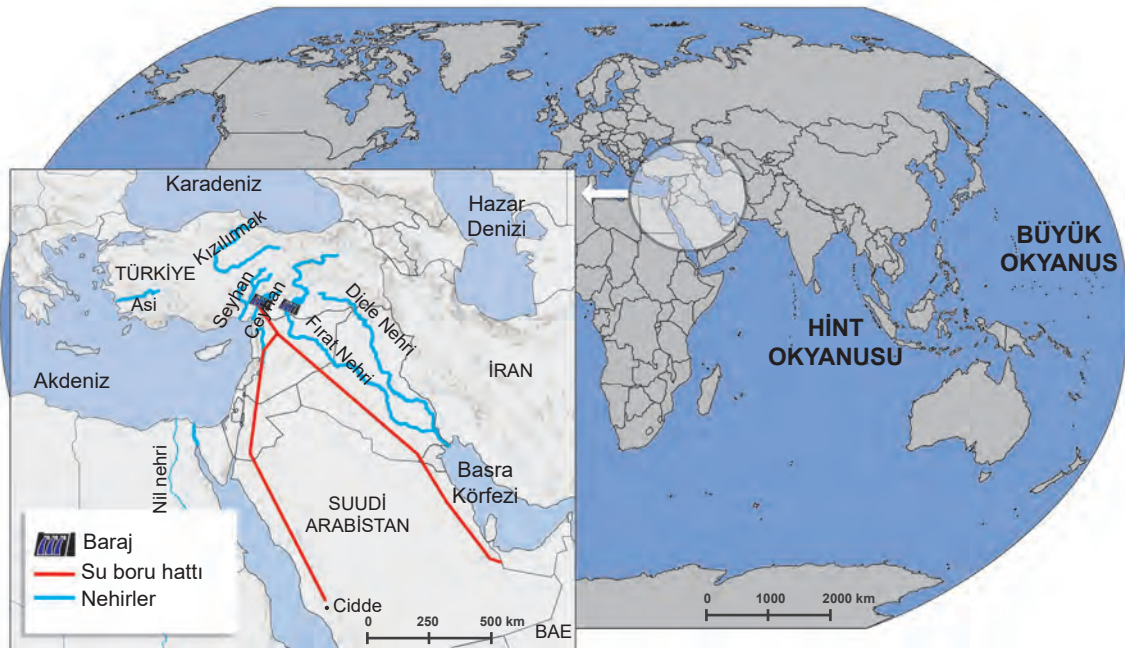 Karadeniz
Hazar
Denizi
Kızılırmak
TÜRKİYE
Asi
Seyhan
Ceyhan
Dicle Nehri
Fırat Nehri
İRAN
Akdeniz
Nil nehri
Basra
Körfezi
SUUDİ
ARABİSTAN
Cidde
BAE
Baraj
Su boru hattı
Nehirler
0 250 500 km
BÜYÜK
OKYANUS
HİNT
OKYANUSU
0 1000 2000 km